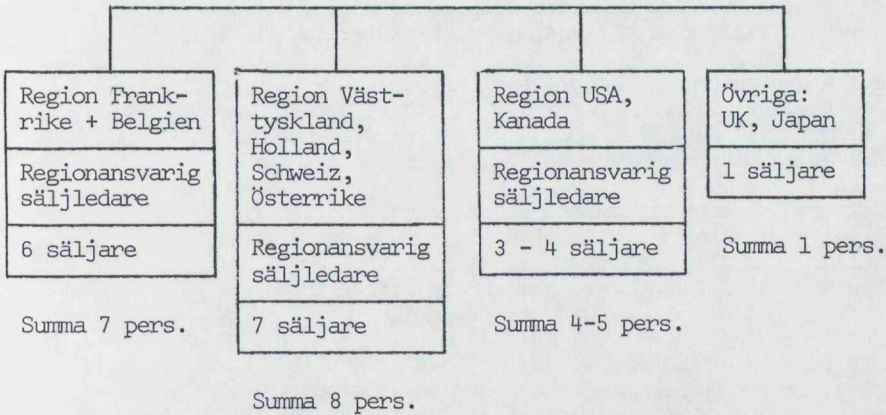 Region Frank-
rike + Belgien
Regionansvarig
säljledare
6 säljare
Summa 7 pers.
Region Väst-
tyskland,
Holland,
Schweiz,
Österrike
Regionansvarig
säljledare
7 säljare
Summa 8 pers.
Region USA,
Kanada
Regionansvarig
säljledare
3 - 4 säljare
Summa 4-5 pers.
Övriga:
UK, Japan
1 säljare
Summa 1 pers.